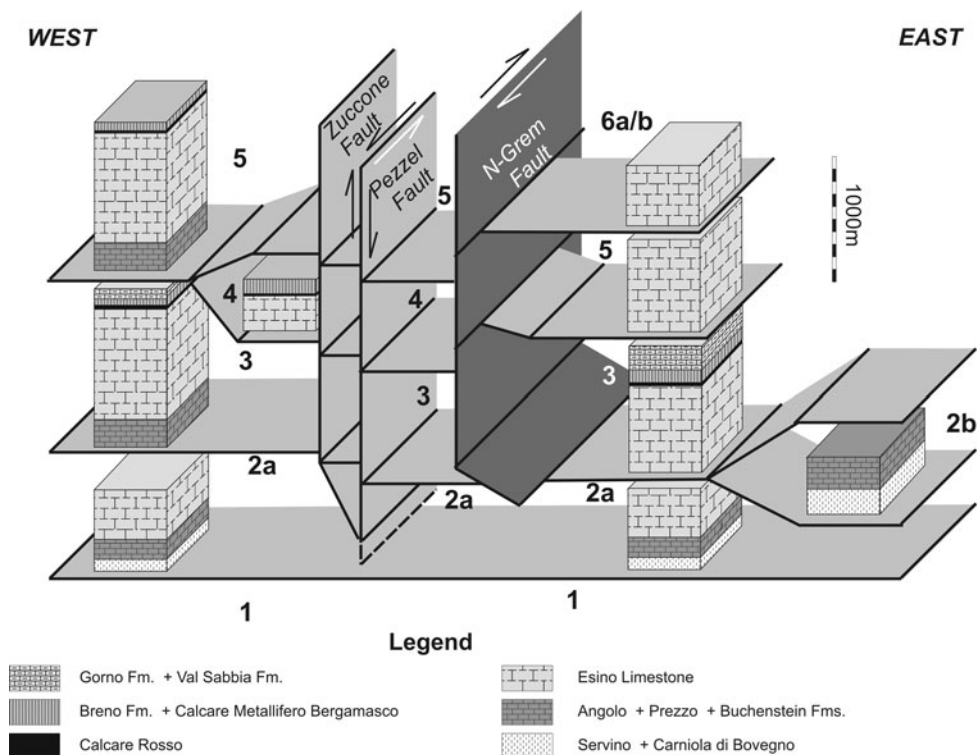 WEST
EAST
Zuccone
Fault
Pezzel
Fault
N-Grem
Fault
6a/b
1000m
5
5
5
4
4
3
3
3
2b
2a
2a
2a
1
1
Legend
Gorno Fm. + Val Sabbia Fm.
Esino Limestone
Breno Fm. + Calcare Metallifero Bergamasco
Angolo + Prezzo + Buchenstein Fms.
Calcare Rosso
Servino + Carniola di Bovegno